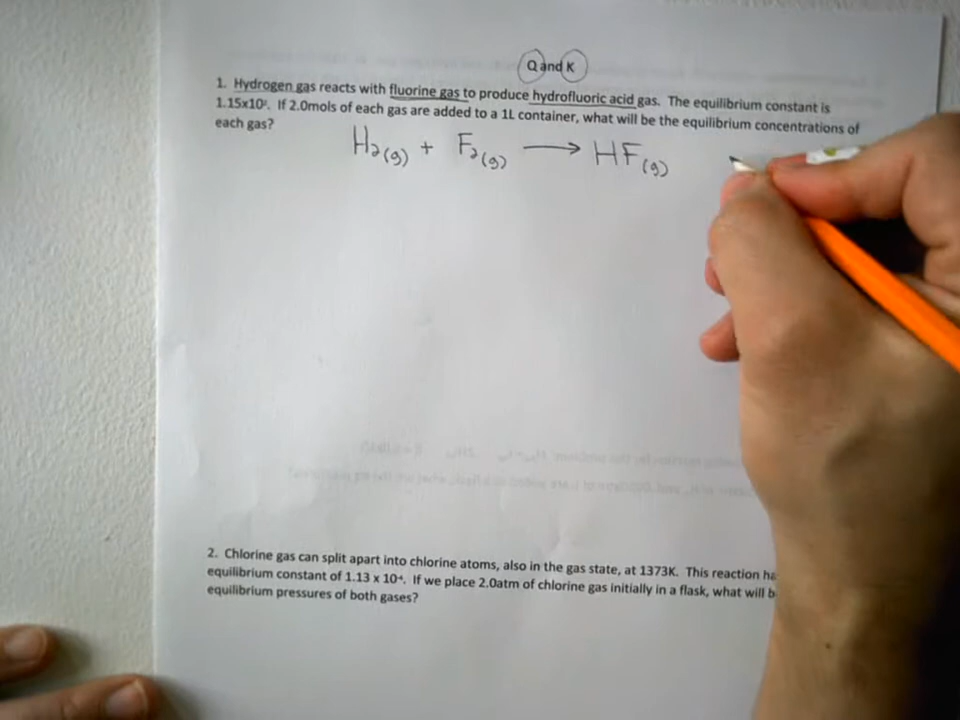 Q and K
1. Hydrogen gas reacts with fluorine gas to produce hydrofluoric acid gas. The equilibrium constant is
1.15x10². If 2.0mols of each gas are added to a 1L container, what will be the equilibrium concentrations of
each gas?
H₂(g) + F₂(g) → HF(g)
2. Chlorine gas can split apart into chlorine atoms, also in the gas state, at 1373K. This reaction
equilibrium constant of 1.13 x 10⁻⁴. If we place 2.0atm of chlorine gas initially in a flask, what will
equilibrium pressures of both gases?